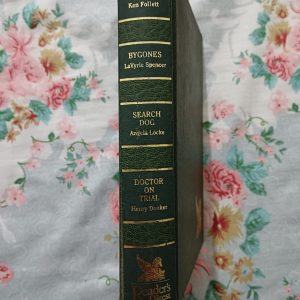 Ken Follett
BYGONES
LaVyrle Spencer
SEARCH
DOG
Angela Locke
DOCTOR
ON
TRIAL
Henry Denker
Reader's